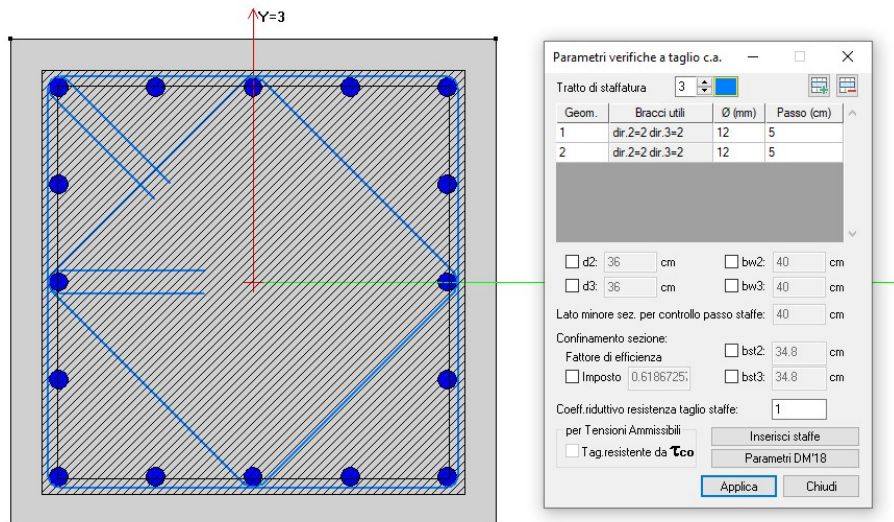 Y=3
Parametri verifiche a taglio c.a.
Tratto di staffatura 3
Geom. Bracci utili Ø (mm) Passo (cm)
1 dir.2=2 dir.3=2 12 5
2 dir.2=2 dir.3=2 12 5
d2: 36 cm bw2: 40 cm
d3: 36 cm bw3: 40 cm
Lato minore sez. per controllo passo staffe: 40 cm
Confinamento sezione:
Fattore di efficienza bst2: 34.8 cm
Imposto 0.6186725 bst3: 34.8 cm
Coeff.riduttivo resistenza taglio staffe: 1
per Tensioni Ammissibili
Tag.resistente da τco
Inserisci staffe
Parametri DM'18
Applica Chiudi